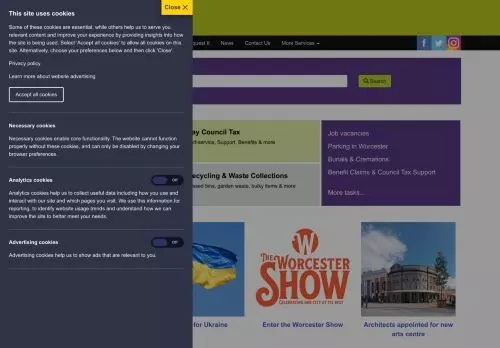 This site uses cookies
Close ×
Some of these cookies are essential, while others help us to serve you
relevant content and improve your experience by providing insights into how
the site is being used. Select 'Accept all cookies' to allow all cookies on this
site. Alternatively, choose your preferences below and then click 'Close'.
Privacy policy
Learn more about website advertising
Accept all cookies
Necessary cookies
Necessary cookies enable core functionality. The website cannot function
properly without these cookies, and can only be disabled by changing your
browser preferences.
Analytics cookies
Off
Analytics cookies help us to collect useful data including how you use and
interact with our site and which pages you visit. We use this information for
reporting, to identify website usage trends and understand how we can
improve the site to better meet your needs.
Advertising cookies
Off
Advertising cookies help us to show ads that are relevant to you.
quest It
News
Contact Us
More Services
Search
ay Council Tax
elf-service, Support, Benefits & more
ecycling & Waste Collections
ssed bins, garden waste, bulky items & more
Job vacancies
Parking in Worcester
Burials & Cremations
Benefit Claims & Council Tax Support
More tasks...
for Ukraine
THE
WORCESTER
SHOW
CELEBRATING OUR CITY AT ITS BEST
Enter the Worcester Show
Architects appointed for new
arts centre